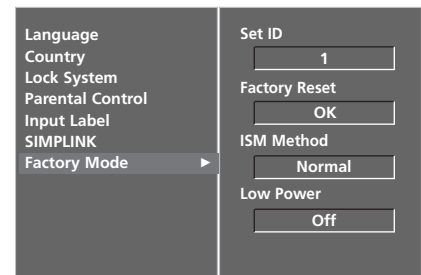 Language
Country
Lock System
Parental Control
Input Label
SIMPLINK
Factory Mode ►
Set ID
1
Factory Reset
OK
ISM Method
Normal
Low Power
Off